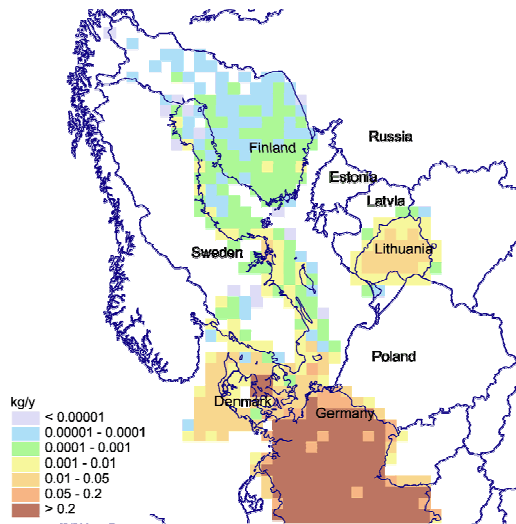 Finland
Russia
Estonia
Latvia
Sweden
Lithuania
Poland
Denmark
Germany
kg/y
< 0.00001
0.00001 - 0.0001
0.0001 - 0.001
0.001 - 0.01
0.01 - 0.05
0.05 - 0.2
> 0.2